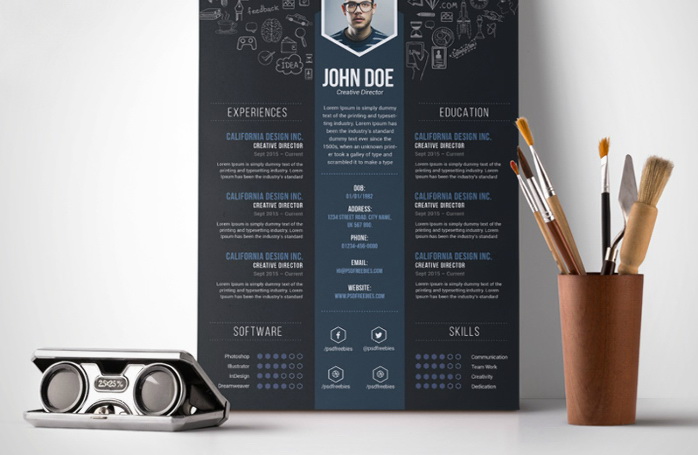 .COM
IDEA
JOHN DOE
Creative Director
Lorem Ipsum is simply dummy
text of the printing and typeset-
ting industry. Lorem Ipsum has
been the industry's standard
dummy text ever since the
1500s, when an unknown print-
er took a galley of type and
scrambled it to make a type
DOB:
01/01/1982
ADDRESS:
1234 STREET ROAD, CITY NAME,
PHONE:
EMAIL:
HI@PSDFREEBIES.COM
WEBSITE:
WWW.PSDFREEBIES.COM
/psdfreebies
@psdfreebies
/psdfreebies
/psdfreebies
EXPERIENCES
CALIFORNIA DESIGN INC.
CREATIVE DIRECTOR
Sept 2015 – Current
Lorem Ipsum is simply dummy text of the
printing and typesetting industry. Lorem
Ipsum has been the industry's standard
CALIFORNIA DESIGN INC.
CREATIVE DIRECTOR
Sept 2015 – Current
Lorem Ipsum is simply dummy text of the
printing and typesetting industry. Lorem
Ipsum has been the industry's standard
CALIFORNIA DESIGN INC.
CREATIVE DIRECTOR
Sept 2015 – Current
Lorem Ipsum is simply dummy text of the
printing and typesetting industry. Lorem
Ipsum has been the industry's standard
SOFTWARE
Photoshop
Illustrator
InDesign
Dreamweaver
EDUCATION
CALIFORNIA DESIGN INC.
CREATIVE DIRECTOR
Sept 2015 – Current
Lorem Ipsum is simply dummy text of the
printing and typesetting industry. Lorem
Ipsum has been the industry's standard
CALIFORNIA DESIGN INC.
CREATIVE DIRECTOR
Sept 2015 – Current
Lorem Ipsum is simply dummy text of the
printing and typesetting industry. Lorem
Ipsum has been the industry's standard
CALIFORNIA DESIGN INC.
CREATIVE DIRECTOR
Sept 2015 – Current
Lorem Ipsum is simply dummy text of the
printing and typesetting industry. Lorem
Ipsum has been the industry's standard
SKILLS
Communication
Team Work
Creativity
Dedication